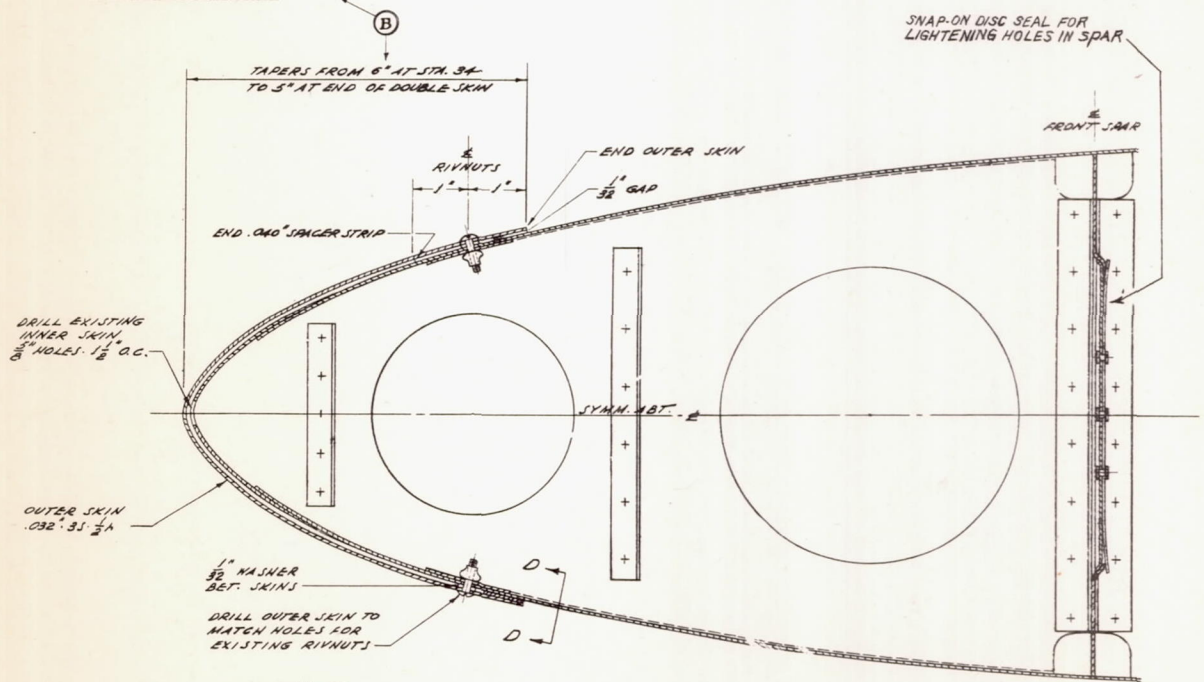 B
SNAP-ON DISC SEAL FOR
LIGHTENING HOLES IN SPAR
TAPERS FROM 6" AT STA. 34
TO 5" AT END OF DOUBLE SKIN
℄
FRONT SPAR
℄
RIVNUTS
1" 1"
END OUTER SKIN
1/32" GAP
END .040" SPACER STRIP
DRILL EXISTING
INNER SKIN
HOLES. 1 1/2" O.C.
SYMM. ABT. ℄
OUTER SKIN
.032" 3S-1/2 h
1/32" WASHER
BET. SKINS
D
D
DRILL OUTER SKIN TO
MATCH HOLES FOR
EXISTING RIVNUTS